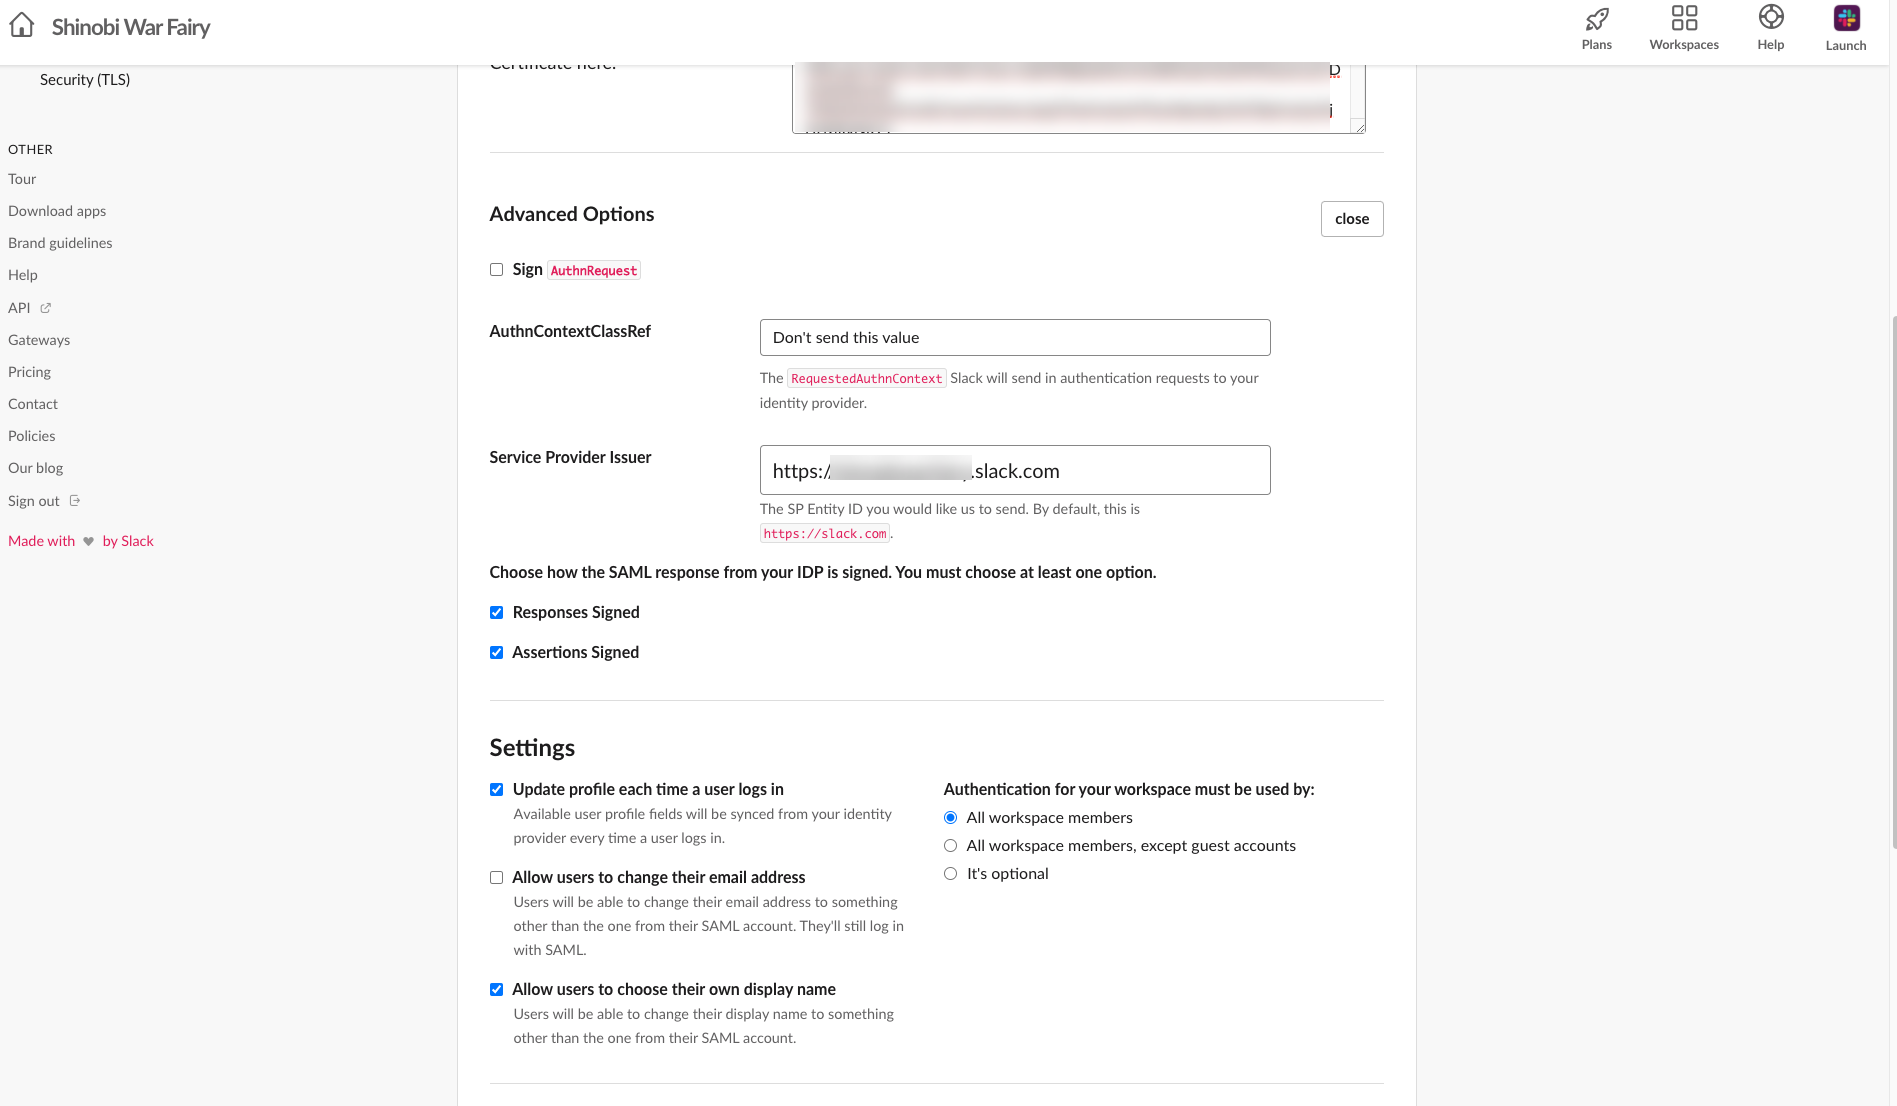 Shinobi War Fairy
Plans
Workspaces
Help
Launch
Security (TLS)
OTHER
Tour
Download apps
Brand guidelines
Help
API
Gateways
Pricing
Contact
Policies
Our blog
Sign out
Made with ♥ by Slack
Certificate here:
D
j
Advanced Options
close
Sign AuthnRequest
AuthnContextClassRef
Don't send this value
The RequestedAuthnContext Slack will send in authentication requests to your
identity provider.
Service Provider Issuer
https:/ .slack.com
The SP Entity ID you would like us to send. By default, this is
https://slack.com.
Choose how the SAML response from your IDP is signed. You must choose at least one option.
Responses Signed
Assertions Signed
Settings
Update profile each time a user logs in
Available user profile fields will be synced from your identity
provider every time a user logs in.
Allow users to change their email address
Users will be able to change their email address to something
other than the one from their SAML account. They'll still log in
with SAML.
Allow users to choose their own display name
Users will be able to change their display name to something
other than the one from their SAML account.
Authentication for your workspace must be used by:
All workspace members
All workspace members, except guest accounts
It's optional